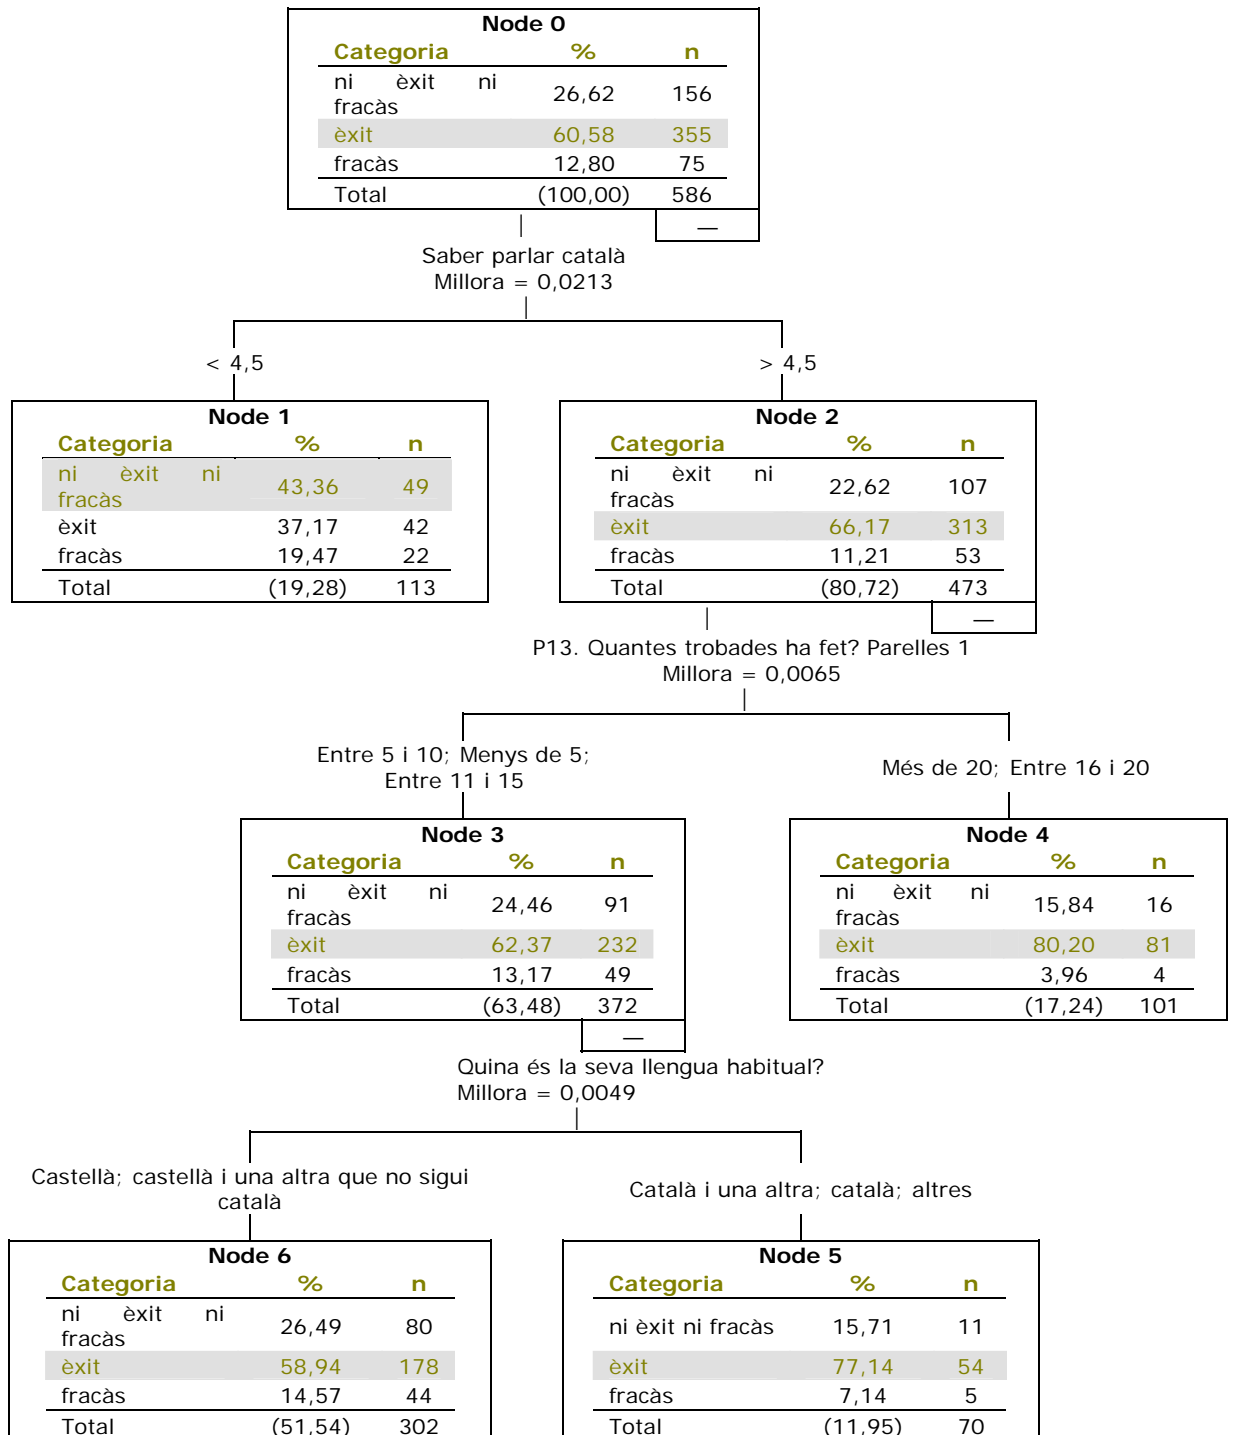 Node 0
Categoria % n
ni èxit ni
fracàs 26,62 156
èxit 60,58 355
fracàs 12,80 75
Total (100,00) 586
—
Saber parlar català
Millora = 0,0213
< 4,5
> 4,5
Node 1
Categoria % n
ni èxit ni
fracàs 43,36 49
èxit 37,17 42
fracàs 19,47 22
Total (19,28) 113
Node 2
Categoria % n
ni èxit ni
fracàs 22,62 107
èxit 66,17 313
fracàs 11,21 53
Total (80,72) 473
—
P13. Quantes trobades ha fet? Parelles 1
Millora = 0,0065
Entre 5 i 10; Menys de 5;
Entre 11 i 15
Més de 20; Entre 16 i 20
Node 3
Categoria % n
ni èxit ni
fracàs 24,46 91
èxit 62,37 232
fracàs 13,17 49
Total (63,48) 372
—
Node 4
Categoria % n
ni èxit ni
fracàs 15,84 16
èxit 80,20 81
fracàs 3,96 4
Total (17,24) 101
Quina és la seva llengua habitual?
Millora = 0,0049
Castellà; castellà i una altra que no sigui
català
Català i una altra; català; altres
Node 6
Categoria % n
ni èxit ni
fracàs 26,49 80
èxit 58,94 178
fracàs 14,57 44
Total (51,54) 302
Node 5
Categoria % n
ni èxit ni fracàs 15,71 11
èxit 77,14 54
fracàs 7,14 5
Total (11,95) 70